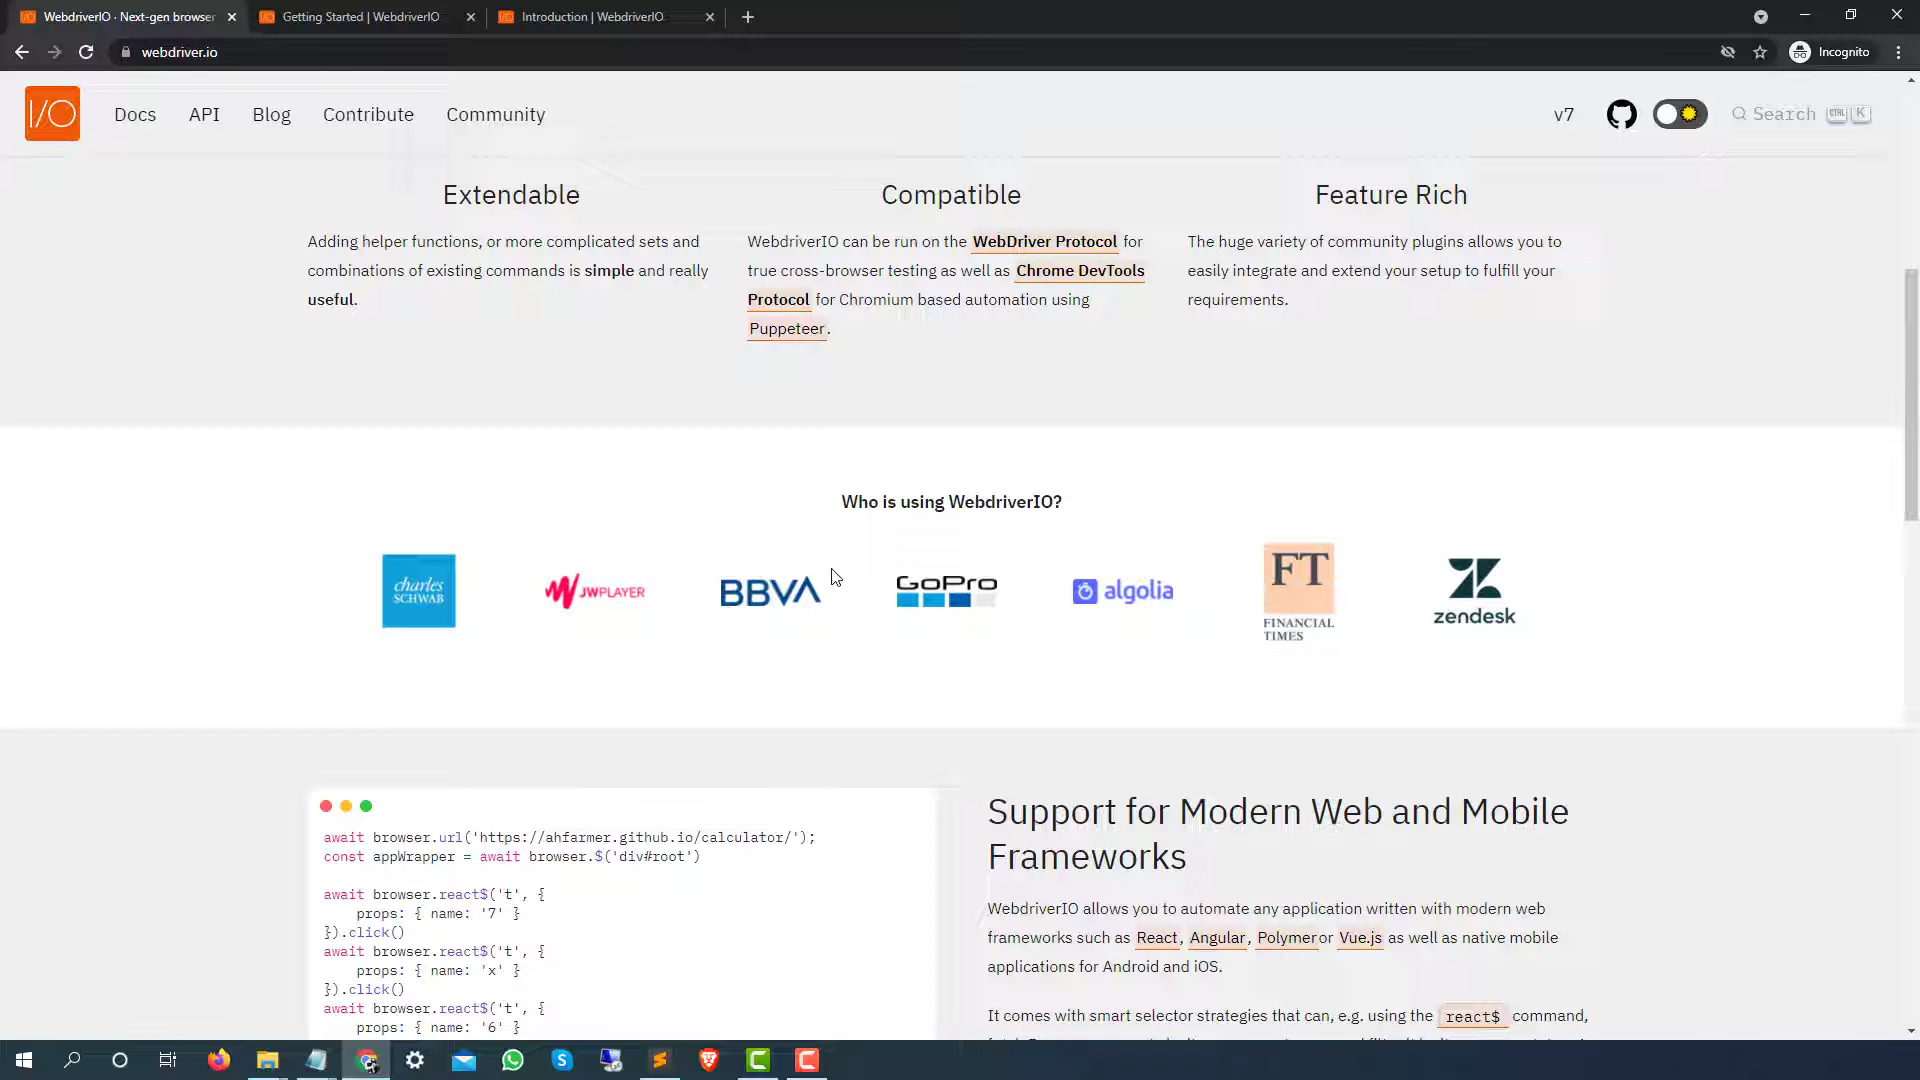 WebdriverIO · Next-gen browser
Getting Started | WebdriverIO
Introduction | WebdriverIO
webdriver.io
Incognito
I/O
Docs
API
Blog
Contribute
Community
v7
Search
CTRL
K
Extendable
Adding helper functions, or more complicated sets and
combinations of existing commands is simple and really
useful.
Compatible
WebdriverIO can be run on the WebDriver Protocol for
true cross-browser testing as well as Chrome DevTools
Protocol for Chromium based automation using
Puppeteer.
Feature Rich
The huge variety of community plugins allows you to
easily integrate and extend your setup to fulfill your
requirements.
Who is using WebdriverIO?
charles
SCHWAB
JWPLAYER
BBVA
GoPro
algolia
FT
FINANCIAL
TIMES
zendesk
await browser.url('https://ahfarmer.github.io/calculator/');
const appWrapper = await browser.$('div#root')
await browser.react$('t', {
props: { name: '7' }
}).click()
await browser.react$('t', {
props: { name: 'x' }
}).click()
await browser.react$('t', {
props: { name: '6' }
Support for Modern Web and Mobile
Frameworks
WebdriverIO allows you to automate any application written with modern web
frameworks such as React, Angular, Polymer or Vue.js as well as native mobile
applications for Android and iOS.
It comes with smart selector strategies that can, e.g. using the react$ command,